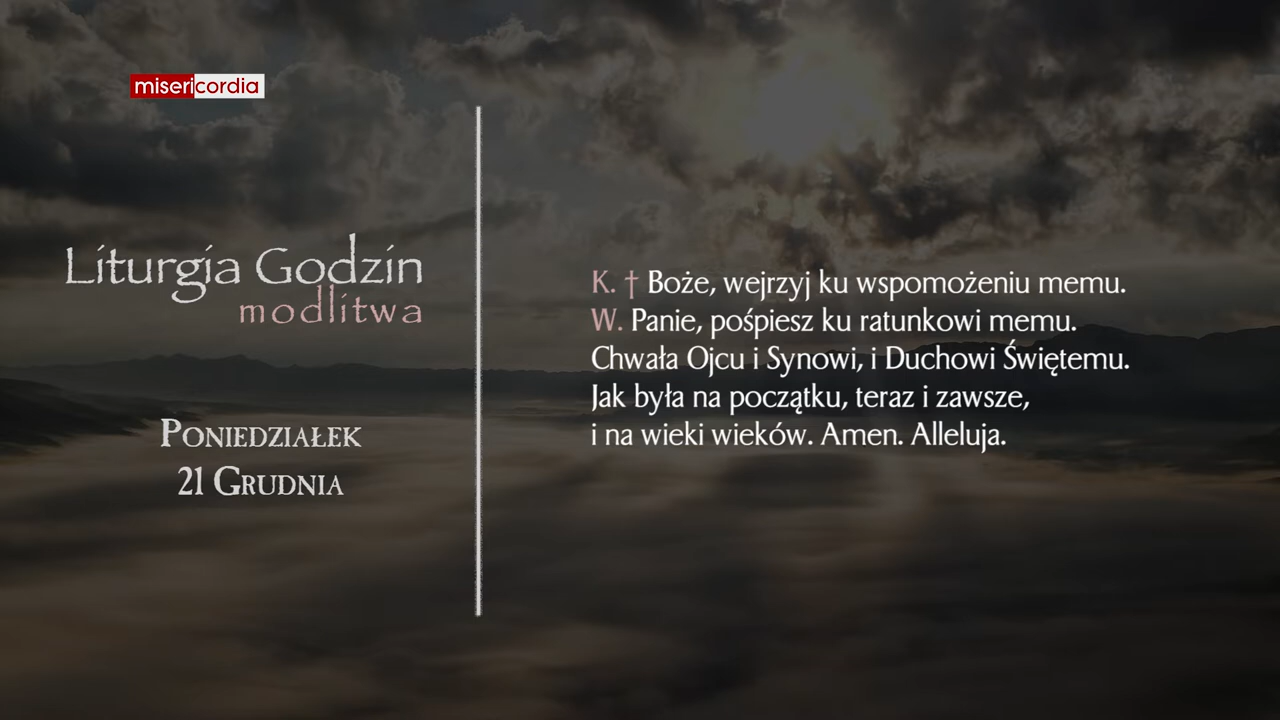 misericordia
Liturgia Godzin
modlitwa
Poniedziałek
21 Grudnia
K. † Boże, wejrzyj ku wspomożeniu memu.
W. Panie, pośpiesz ku ratunkowi memu.
Chwała Ojcu i Synowi, i Duchowi Świętemu.
Jak była na początku, teraz i zawsze,
i na wieki wieków. Amen. Alleluja.